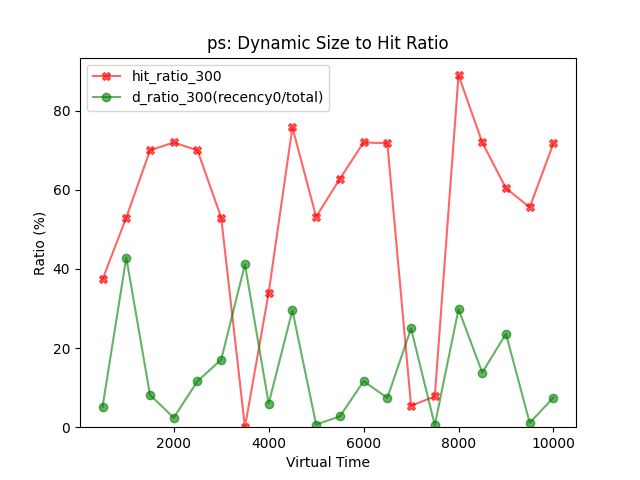 ps: Dynamic Size to Hit Ratio
hit_ratio_300
d_ratio_300(recency0/total)
Ratio (%)
80
60
40
20
0
2000 4000 6000 8000 10000
Virtual Time